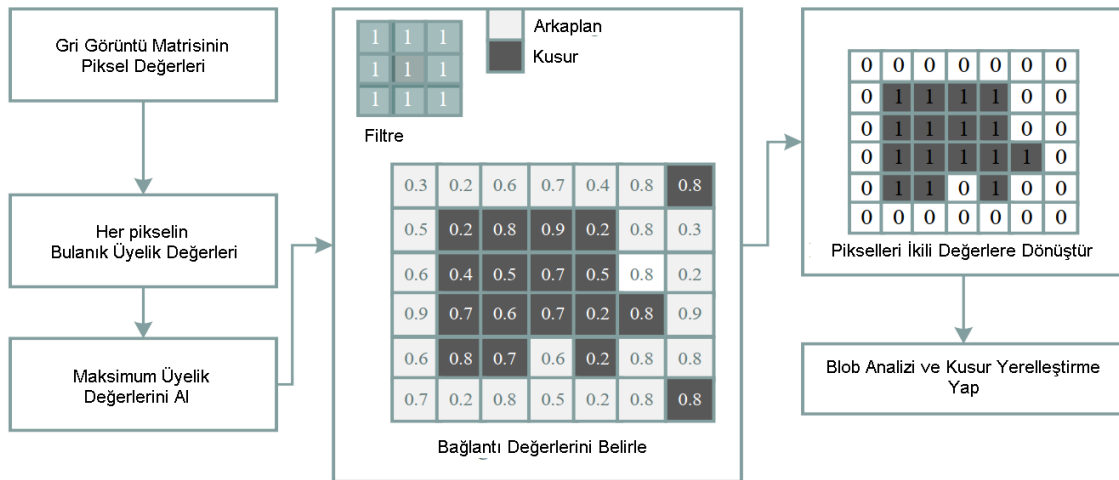 Gri Görüntü Matrisinin
Piksel Değerleri
Her pikselin
Bulanık Üyelik Değerleri
Maksimum Üyelik
Değerlerini Al
1 1 1
1 1 1
1 1 1
Filtre
Arkaplan
Kusur
0.3 0.2 0.6 0.7 0.4 0.8 0.8
0.5 0.2 0.8 0.9 0.2 0.8 0.3
0.6 0.4 0.5 0.7 0.5 0.8 0.2
0.9 0.7 0.6 0.7 0.2 0.8 0.9
0.6 0.8 0.7 0.6 0.2 0.8 0.8
0.7 0.2 0.8 0.5 0.2 0.8 0.8
Bağlantı Değerlerini Belirle
0 0 0 0 0 0 0
0 1 1 1 1 0 0
0 1 1 1 1 0 0
0 1 1 1 1 1 0
0 1 1 0 1 0 0
0 0 0 0 0 0 0
Pikselleri İkili Değerlere Dönüştür
Blob Analizi ve Kusur Yerelleştirme
Yap